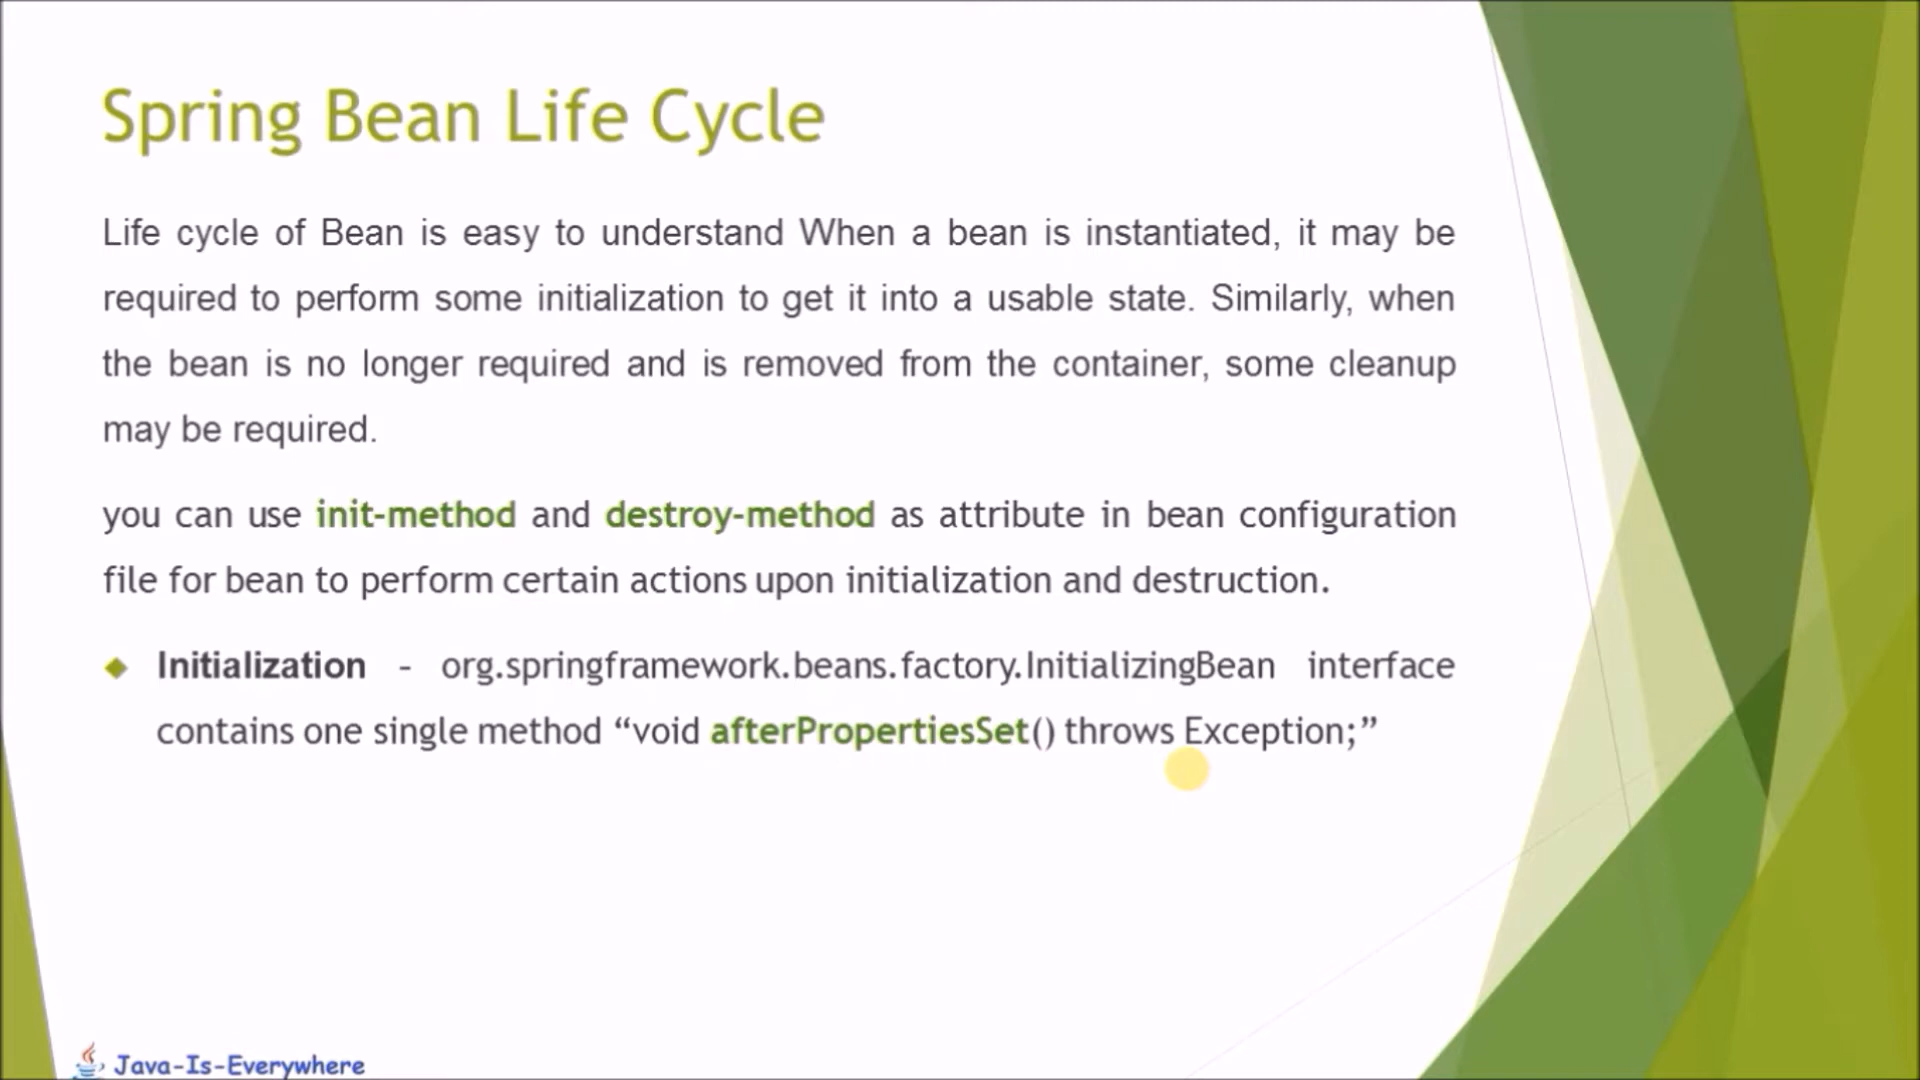 Spring Bean Life Cycle
Life cycle of Bean is easy to understand When a bean is instantiated, it may be
required to perform some initialization to get it into a usable state. Similarly, when
the bean is no longer required and is removed from the container, some cleanup
may be required.
you can use init-method and destroy-method as attribute in bean configuration
file for bean to perform certain actions upon initialization and destruction.
Initialization - org.springframework.beans.factory.InitializingBean interface
contains one single method “void afterPropertiesSet() throws Exception;”
Java-Is-Everywhere